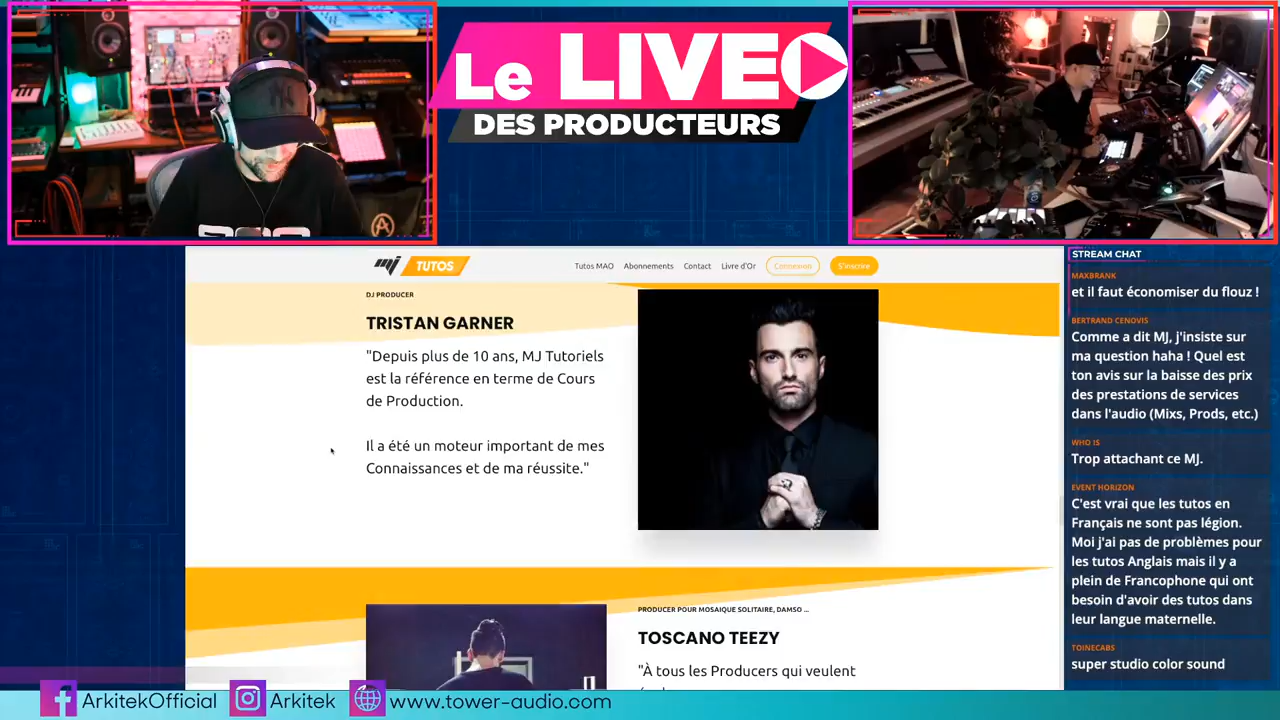 Le LIVE
DES PRODUCTEURS
mj TUTOS
Tutos MAO
Abonnements
Contact
Livre d'Or
Connexion
S'inscrire
DJ PRODUCER
TRISTAN GARNER
"Depuis plus de 10 ans, MJ Tutoriels
est la référence en terme de Cours
de Production.
Il a été un moteur important de mes
Connaissances et de ma réussite."
PRODUCER POUR MOSAIQUE SOLITAIRE, DAMSO ...
TOSCANO TEEZY
"À tous les Producers qui veulent
STREAM CHAT
MAXBRANK
et il faut économiser du flouz !
BERTRAND CENOVIS
Comme a dit MJ, j'insiste sur
ma question haha ! Quel est
ton avis sur la baisse des prix
des prestations de services
dans l'audio (Mixs, Prods, etc.)
WHO IS
Trop attachant ce MJ.
EVENT HORIZON
C'est vrai que les tutos en
Français ne sont pas légion.
Moi j'ai pas de problèmes pour
les tutos Anglais mais il y a
plein de Francophone qui ont
besoin d'avoir des tutos dans
leur langue maternelle.
TOINECABS
super studio color sound
ArkitekOfficial
Arkitek
www.tower-audio.com